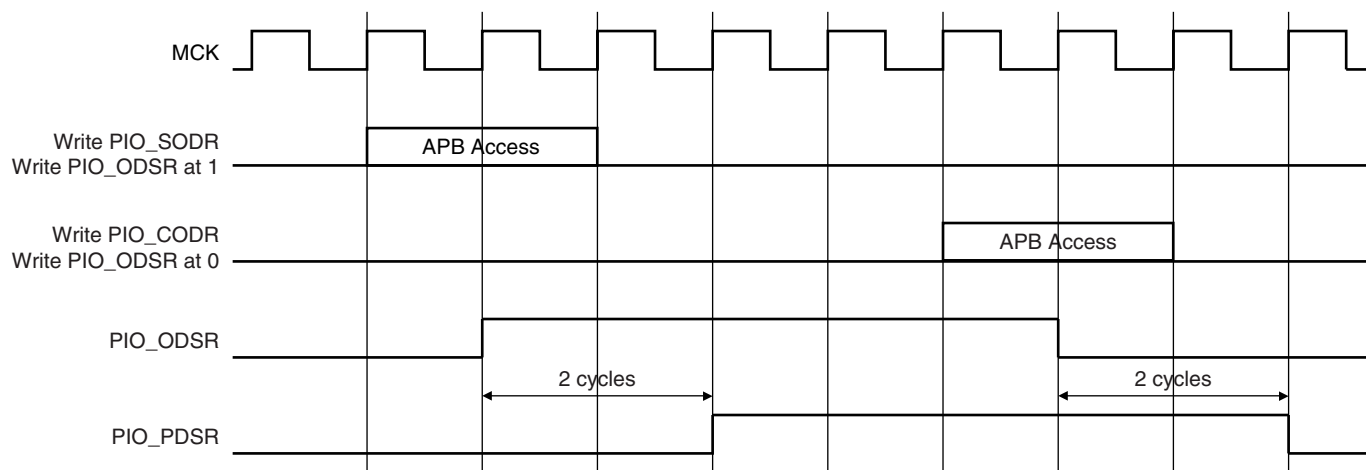 MCK
Write PIO_SODR
Write PIO_ODSR at 1
APB Access
Write PIO_CODR
Write PIO_ODSR at 0
APB Access
PIO_ODSR
2 cycles
2 cycles
PIO_PDSR